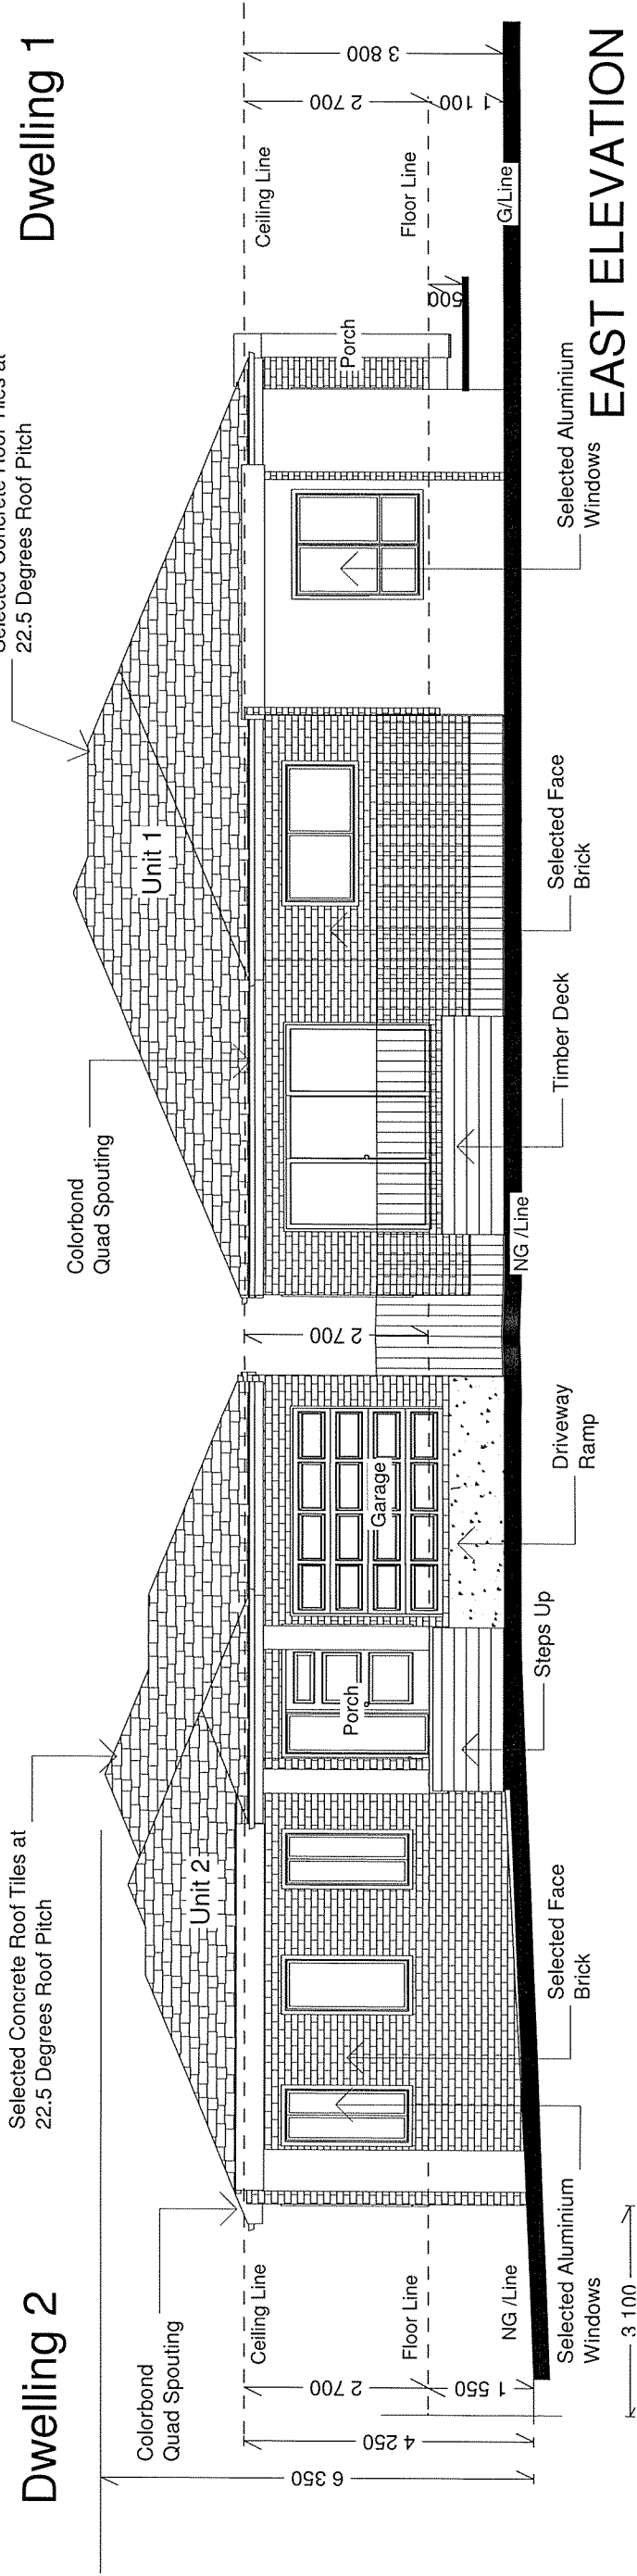 Dwelling 2
Dwelling 1
Selected Concrete Roof Tiles at
22.5 Degrees Roof Pitch
Roof Tiles at
22.5 Degrees Roof Pitch
Colorbond
Quad Spouting
Colorbond
Quad Spouting
Unit 2
Unit 1
6 350
4 250
2 700
1 550
Ceiling Line
Floor Line
NG /Line
Porch
Garage
2 700
Porch
Ceiling Line
Floor Line
G/Line
500
2 700
1 100
3 800
NG /Line
3 100
Selected Aluminium
Windows
Selected Face
Brick
Steps Up
Driveway
Ramp
Timber Deck
Selected Face
Brick
Selected Aluminium
Windows
EAST ELEVATION